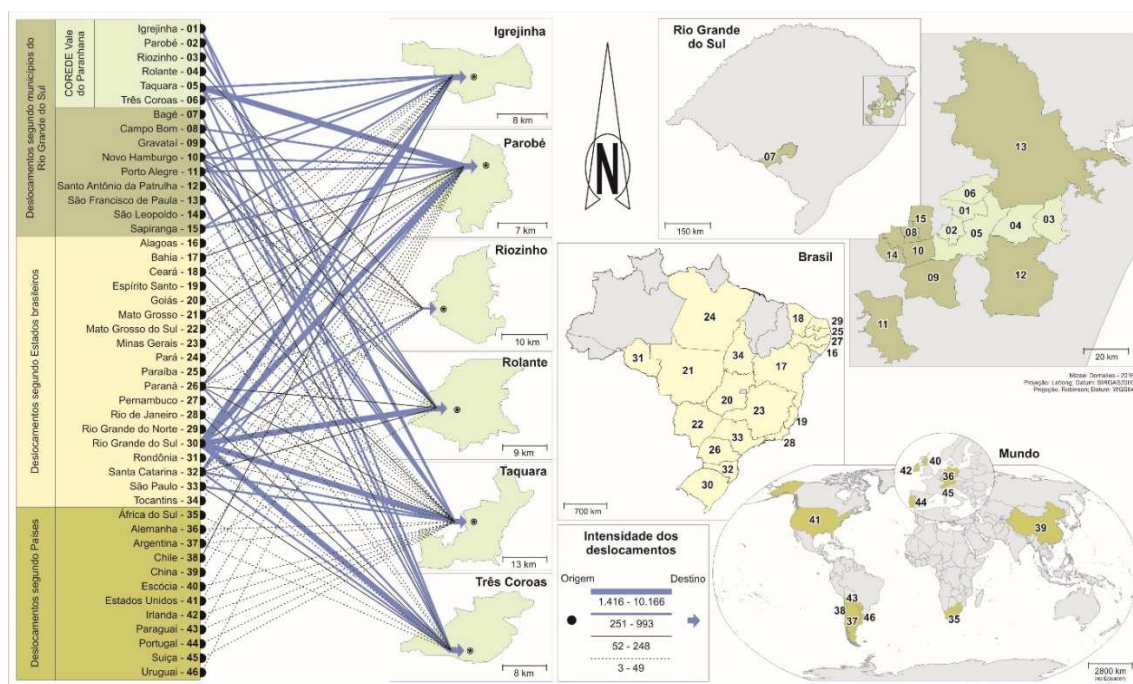 Deslocamentos segundo municípios do
Rio Grande do Sul
COREDE Vale
do Paranhana
Igrejinha - 01
Parobé - 02
Riozinho - 03
Rolante - 04
Taquara - 05
Três Coroas - 06
Bagé - 07
Campo Bom - 08
Gravataí - 09
Novo Hamburgo - 10
Porto Alegre - 11
Santo Antônio da Patrulha - 12
São Francisco de Paula - 13
São Leopoldo - 14
Sapiranga - 15
Deslocamentos segundo Estados brasileiros
Alagoas - 16
Bahia - 17
Ceará - 18
Espírito Santo - 19
Goiás - 20
Mato Grosso - 21
Mato Grosso do Sul - 22
Minas Gerais - 23
Pará - 24
Paraíba - 25
Paraná - 26
Pernambuco - 27
Rio de Janeiro - 28
Rio Grande do Norte - 29
Rio Grande do Sul - 30
Rondônia - 31
Santa Catarina - 32
São Paulo - 33
Tocantins - 34
Deslocamentos segundo Países
África do Sul - 35
Alemanha - 36
Argentina - 37
Chile - 38
China - 39
Escócia - 40
Estados Unidos - 41
Irlanda - 42
Paraguai - 43
Portugal - 44
Suiça - 45
Uruguai - 46
Igrejinha
8 km
Parobé
7 km
Riozinho
10 km
Rolante
9 km
Taquara
13 km
Três Coroas
8 km
N
Rio Grande
do Sul
07
150 km
13
06
01
15
08
02
05
04
03
14
10
09
12
11
20 km
Brasil
24
18
29
25
27
16
31
34
17
21
20
23
22
19
33
28
26
32
30
700 km
Intensidade dos
deslocamentos
Origem
Destino
1.416 - 10.166
251 - 993
52 - 248
3 - 49
Mundo
42
40
36
45
44
41
39
43
38
37
46
35
2800 km